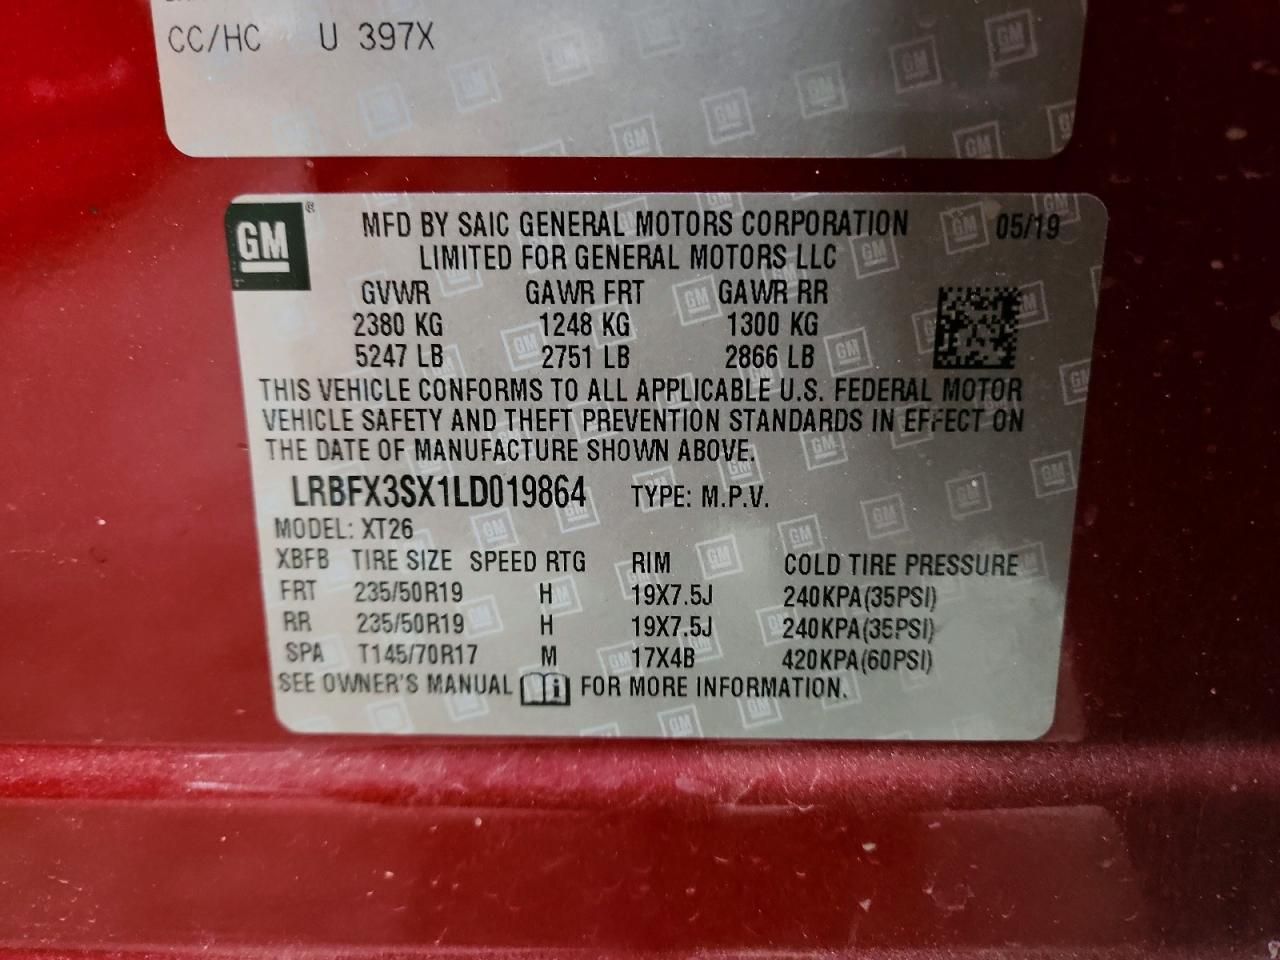 CC/HC U 397X
GM®
MFD BY SAIC GENERAL MOTORS CORPORATION 05/19
LIMITED FOR GENERAL MOTORS LLC
GVWR GAWR FRT GAWR RR
2380 KG 1248 KG 1300 KG
5247 LB 2751 LB 2866 LB
THIS VEHICLE CONFORMS TO ALL APPLICABLE U.S. FEDERAL MOTOR
VEHICLE SAFETY AND THEFT PREVENTION STANDARDS IN EFFECT ON
THE DATE OF MANUFACTURE SHOWN ABOVE.
LRBFX3SX1LD019864 TYPE: M.P.V.
MODEL: XT26
XBFB TIRE SIZE SPEED RTG RIM COLD TIRE PRESSURE
FRT 235/50R19 H 19X7.5J 240KPA(35PSI)
RR 235/50R19 H 19X7.5J 240KPA(35PSI)
SPA T145/70R17 M 17X4B 420KPA(60PSI)
SEE OWNER'S MANUAL i FOR MORE INFORMATION.